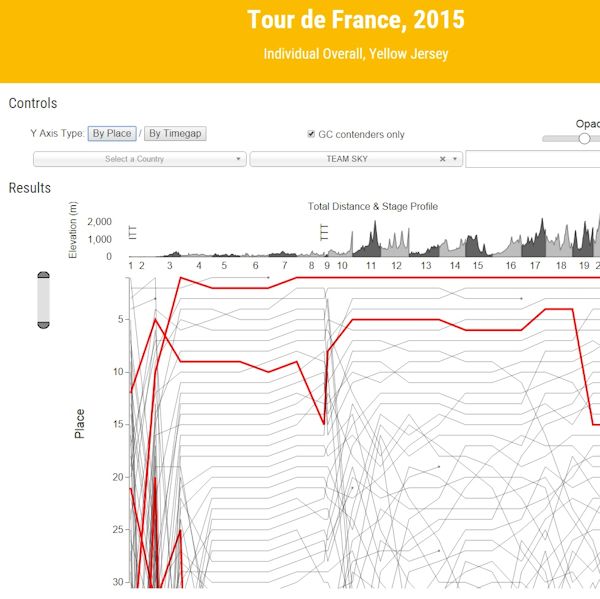 Tour de France, 2015
Individual Overall, Yellow Jersey
Controls
Y Axis Type: By Place / By Timegap
GC contenders only
Opac
Select a Country
TEAM SKY
Results
Total Distance & Stage Profile
Elevation (m)
2,000
1,000
0
ITT
ITT
1 2 3 4 5 6 7 8 9 10 11 12 13 14 15 16 17 18 19 2
Place
5
10
15
20
25
30